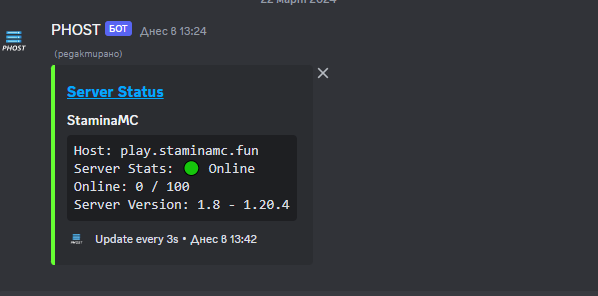 22 март 2024
PHOST БОТ Днес в 13:24
PHOST
(редактирано)
Server Status
StaminaMC
Host: play.staminamc.fun
Server Stats: Online
Online: 0 / 100
Server Version: 1.8 - 1.20.4
PHOST Update every 3s • Днес в 13:42